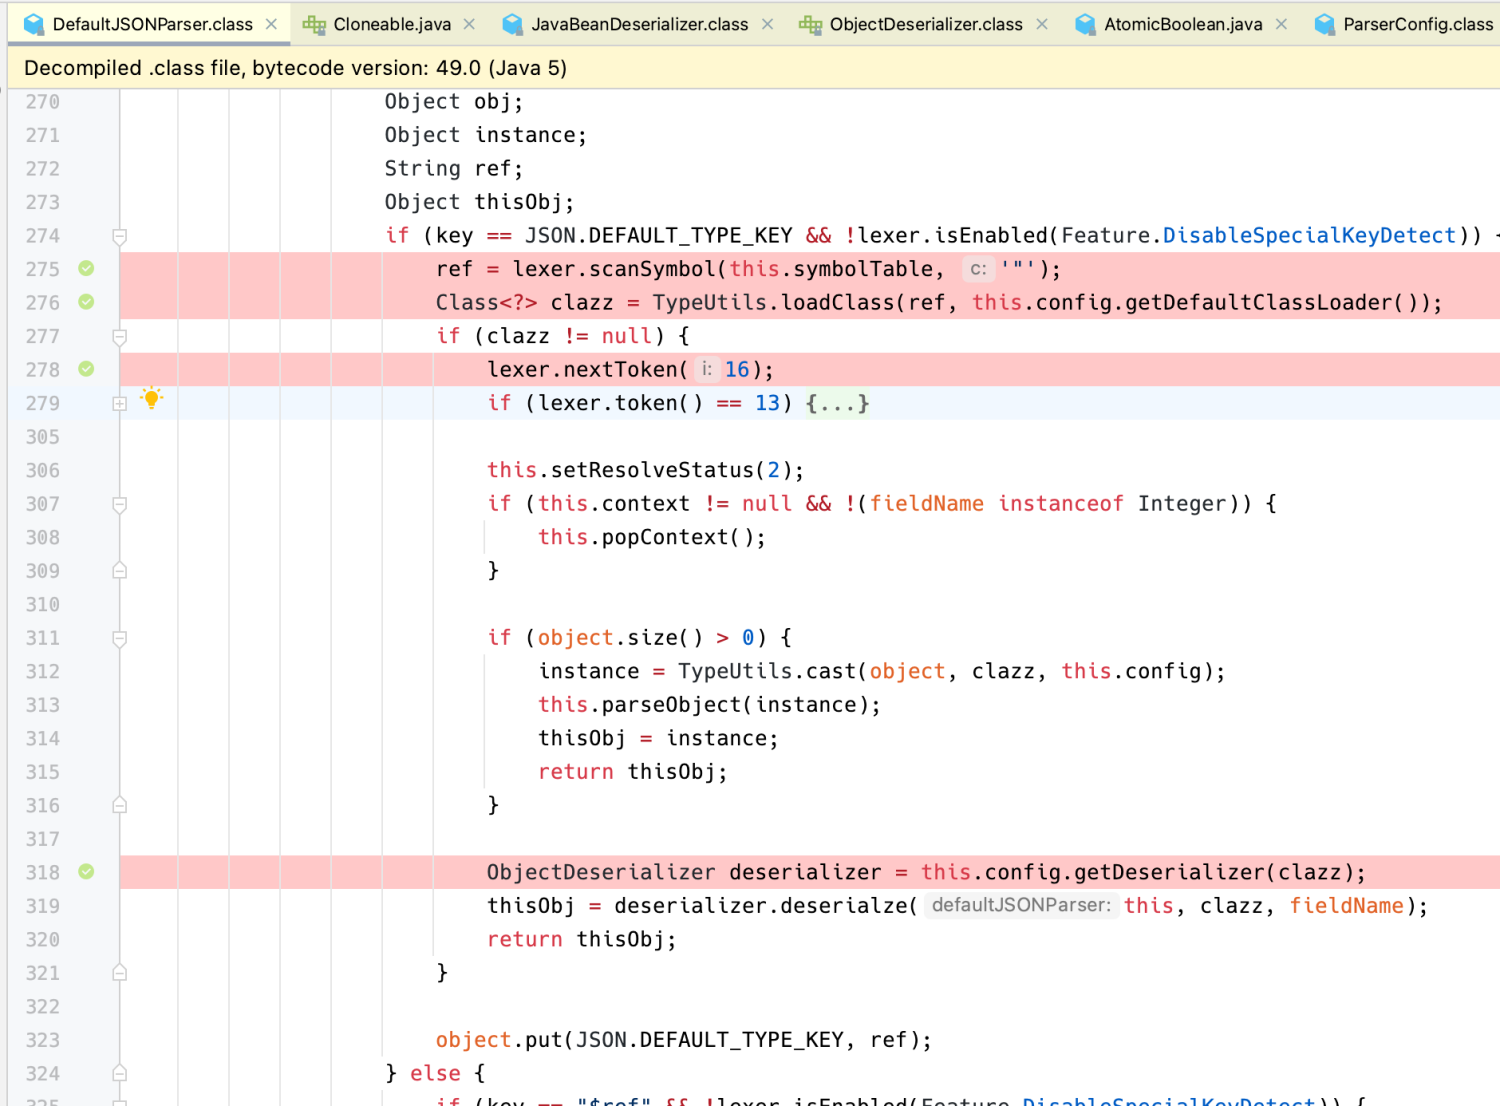 DefaultJSONParser.class × Cloneable.java × JavaBeanDeserializer.class × ObjectDeserializer.class × AtomicBoolean.java × ParserConfig.class
Decompiled .class file, bytecode version: 49.0 (Java 5)
270 Object obj;
271 Object instance;
272 String ref;
273 Object thisObj;
274 if (key == JSON.DEFAULT_TYPE_KEY && !lexer.isEnabled(Feature.DisableSpecialKeyDetect)) {
275 ref = lexer.scanSymbol(this.symbolTable, c: '"');
276 Class<?> clazz = TypeUtils.loadClass(ref, this.config.getDefaultClassLoader());
277 if (clazz != null) {
278 lexer.nextToken( i: 16);
279 if (lexer.token() == 13) {...}
305
306 this.setResolveStatus(2);
307 if (this.context != null && !(fieldName instanceof Integer)) {
308 this.popContext();
309 }
310
311 if (object.size() > 0) {
312 instance = TypeUtils.cast(object, clazz, this.config);
313 this.parseObject(instance);
314 thisObj = instance;
315 return thisObj;
316 }
317
318 ObjectDeserializer deserializer = this.config.getDeserializer(clazz);
319 thisObj = deserializer.deserialze( defaultJSONParser: this, clazz, fieldName);
320 return thisObj;
321 }
322
323 object.put(JSON.DEFAULT_TYPE_KEY, ref);
324 } else {
325 if (key == "$ref" && !lexer.isEnabled(Feature.DisableSpecialKeyDetect)) {